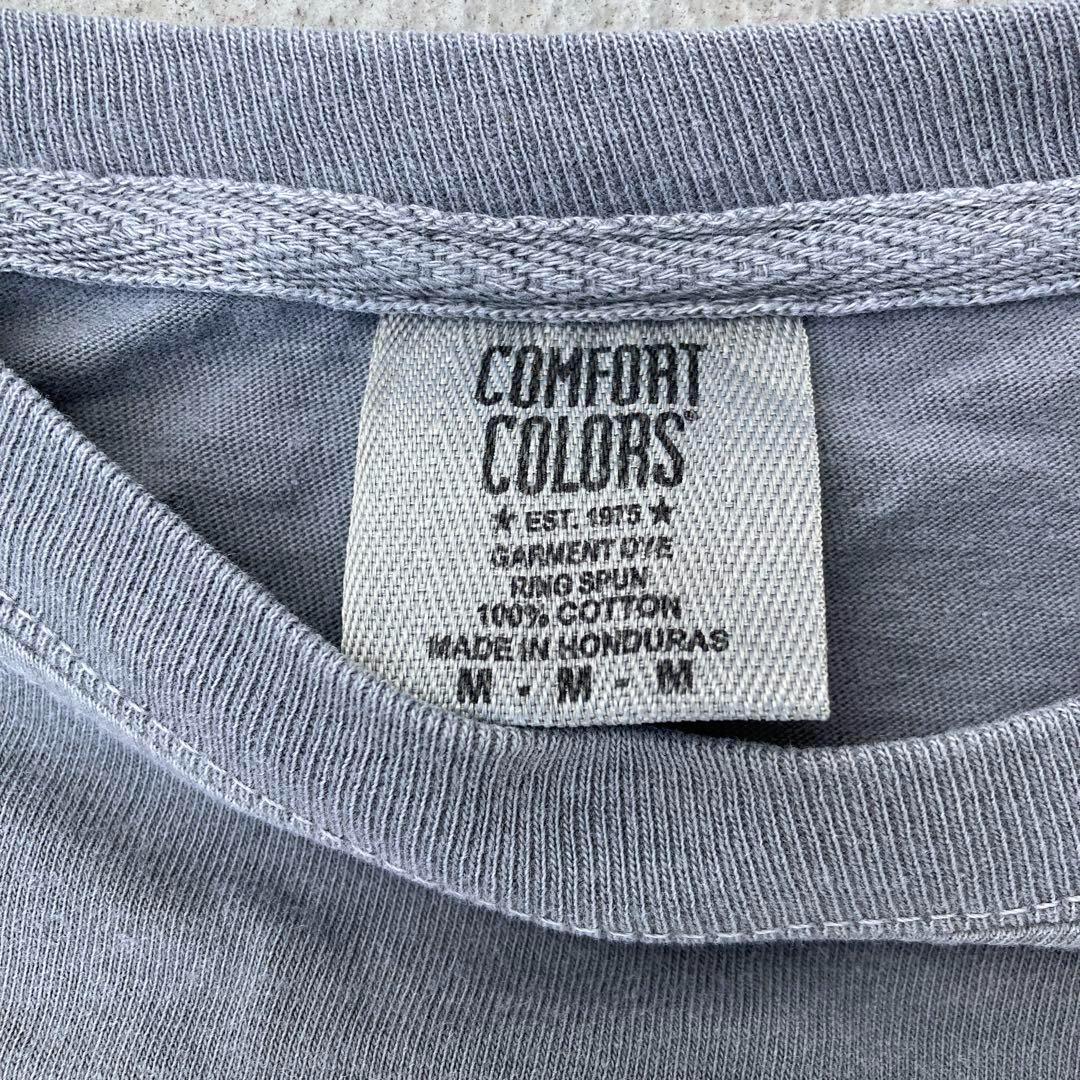 COMFORT
COLORS®
★ EST. 1975 ★
GARMENT DYE
RING SPUN
100% COTTON
MADE IN HONDURAS
M - M - M